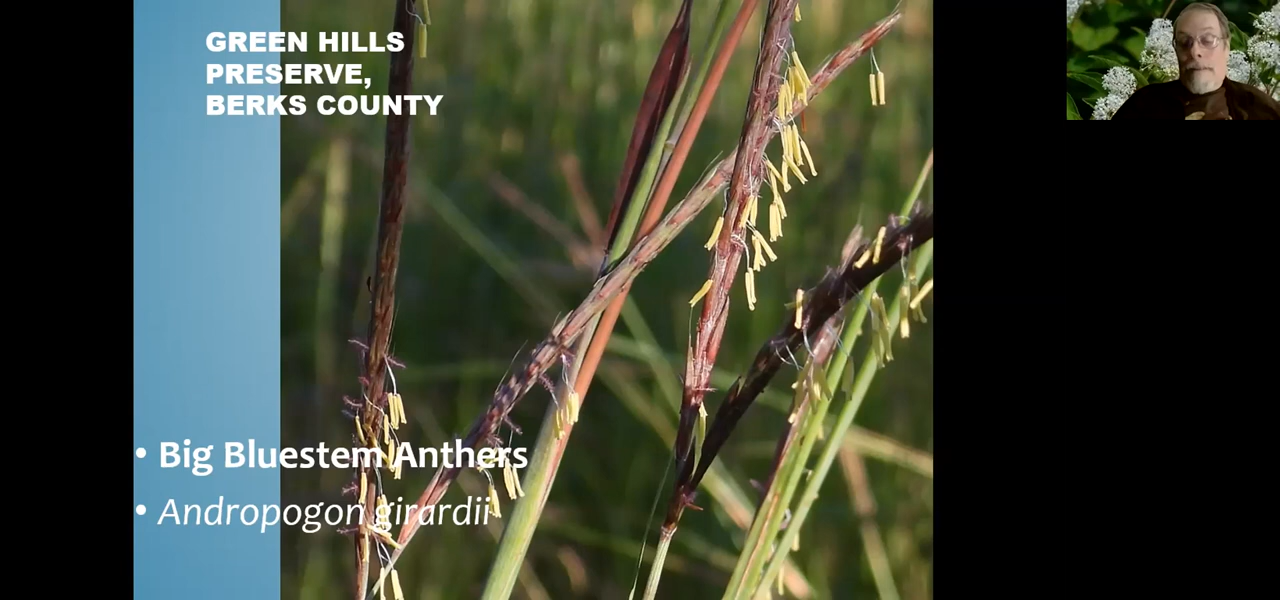 GREEN HILLS
PRESERVE,
BERKS COUNTY
• Big Bluestem Anthers
• Andropogon girardii